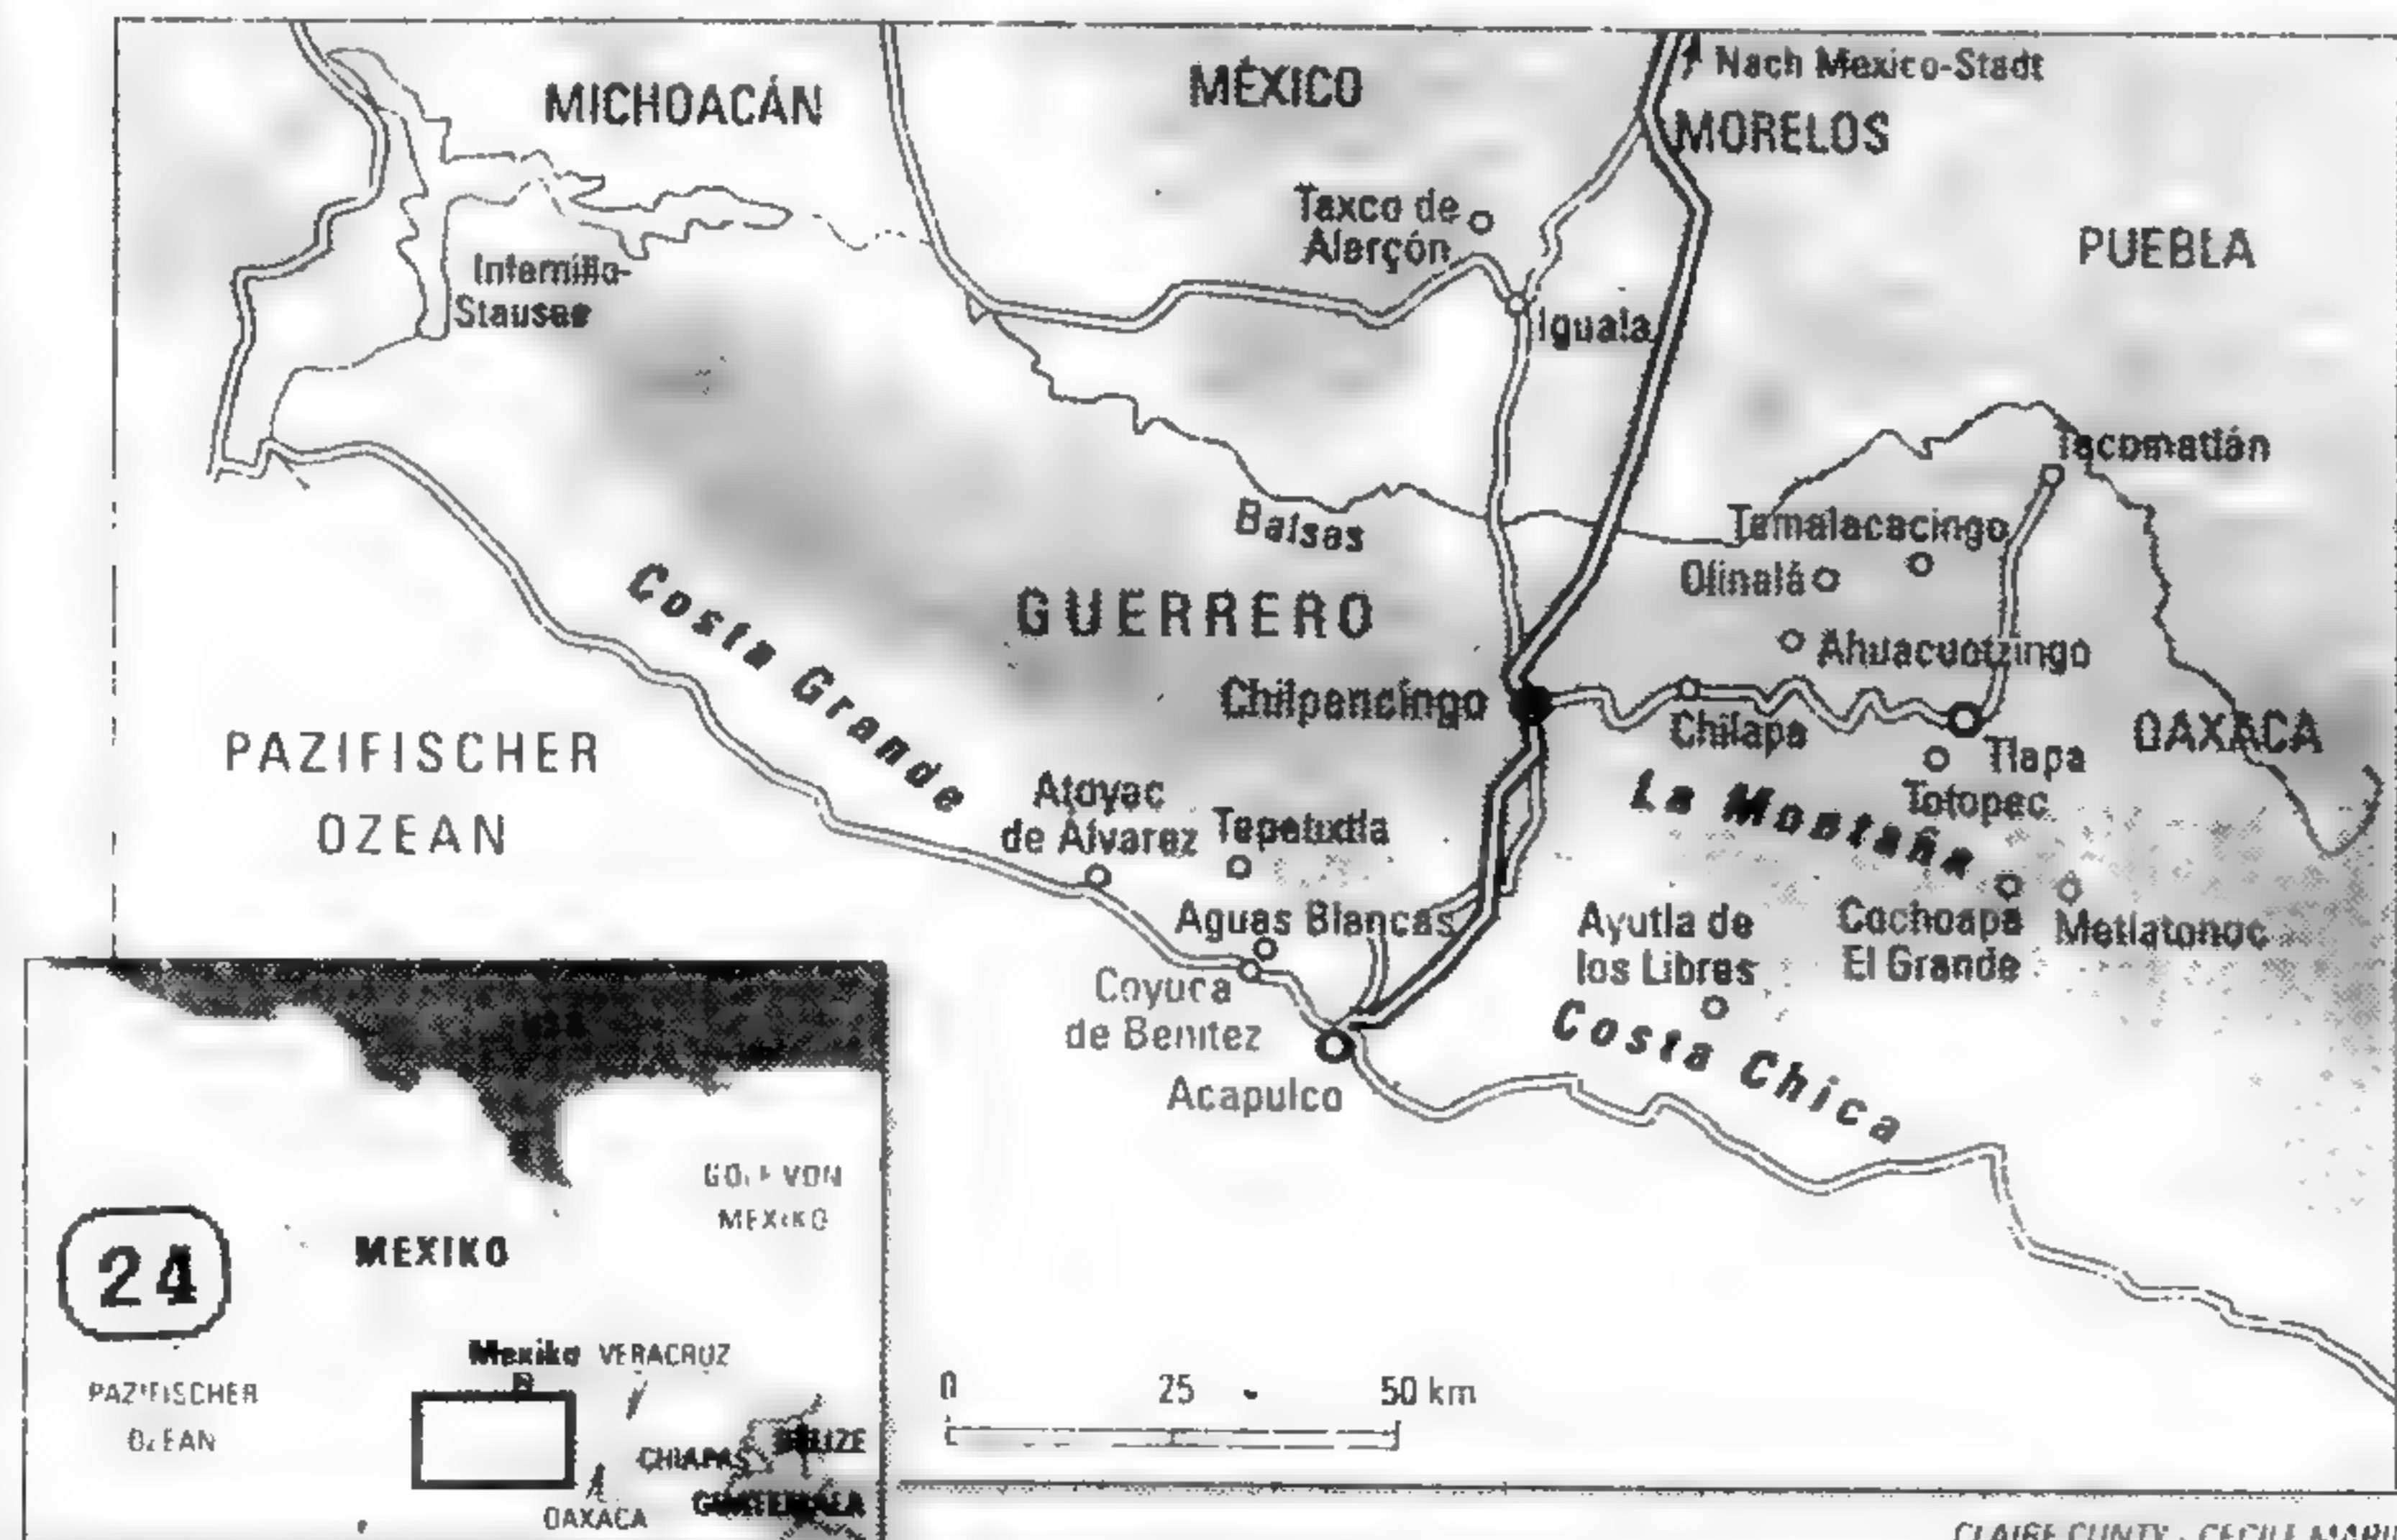 Nach Mexico-Stadt
MICHOACÁN
MÉXICO
MORELOS
PUEBLA
Taxco de
Alarçón
Infernillo-
Stausee
Iguala
Balsas
Tacomatlán
Temalacacingo
Olinalá
Ahuacuotzingo
GUERRERO
Costa Grande
Chilpancingo
Chilapa
Tlapa
Totopec
OAXACA
La Montaña
PAZIFISCHER
OZEAN
Atoyac
de Alvarez
Tepetixtla
Aguas Blancas
Coyuca
de Benitez
Acapulco
Ayutla de
los Libres
Cochoapa
El Grande
Metlatonoc
Costa Chica
GOLF VON
MEXIKO
24
MEXIKO
Mexiko
VERACRUZ
PAZIFISCHER
OZEAN
CHIAPAS
BELIZE
GUATEMALA
OAXACA
0 25 50 km